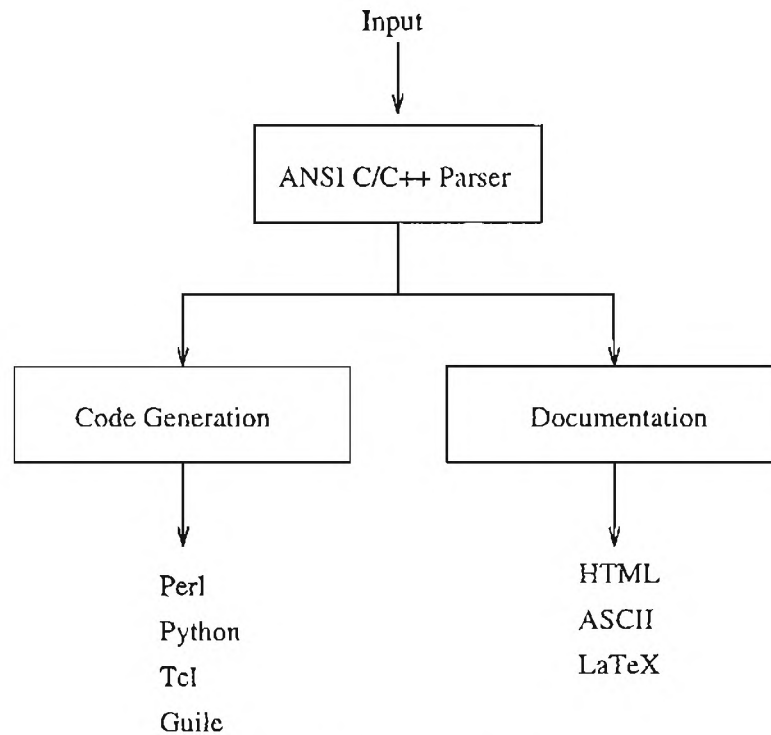 Input
ANSI C/C++ Parser
Code Generation
Documentation
Perl
Python
Tcl
Guile
HTML
ASCII
LaTeX